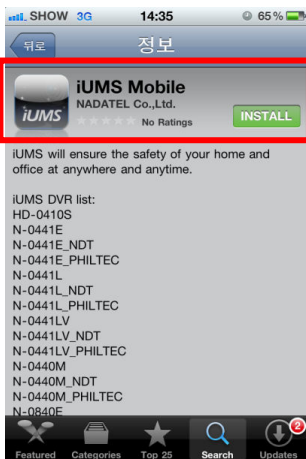 SHOW 3G 14:35 65%
뒤로 정보
iUMS
iUMS Mobile
NADATEL Co.,Ltd.
No Ratings
INSTALL
iUMS will ensure the safety of your home and
office at anywhere and anytime.
iUMS DVR list:
HD-0410S
N-0441E
N-0441E_NDT
N-0441E_PHILTEC
N-0441L
N-0441L_NDT
N-0441L_PHILTEC
N-0441LV
N-0441LV_NDT
N-0441LV_PHILTEC
N-0440M
N-0440M_NDT
N-0440M_PHILTEC
N-0840E
2
Featured Categories Top 25 Search Updates